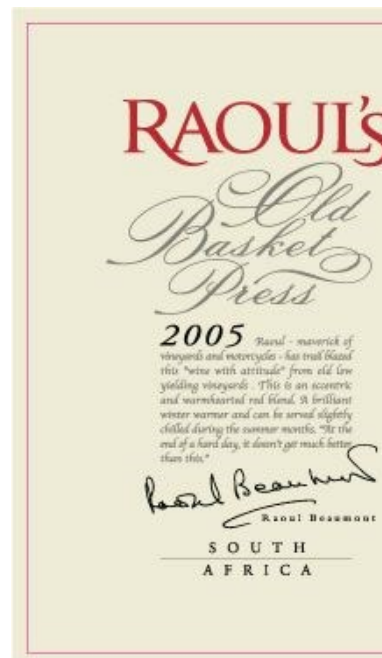 RAOUL'S
Old
Basket
Press
2005 Raoul - maverick of
vineyards and motorcycles - has trail blazed
this "wine with attitude" from old low
yielding vineyards . This is an eccentric
and warmhearted red blend. A brilliant
winter warmer and can be served slightly
chilled during the summer months. "At the
end of a hard day, it doesn't get much better
than this."
Raoul Beaumont
Raoul Beaumont
SOUTH
AFRICA